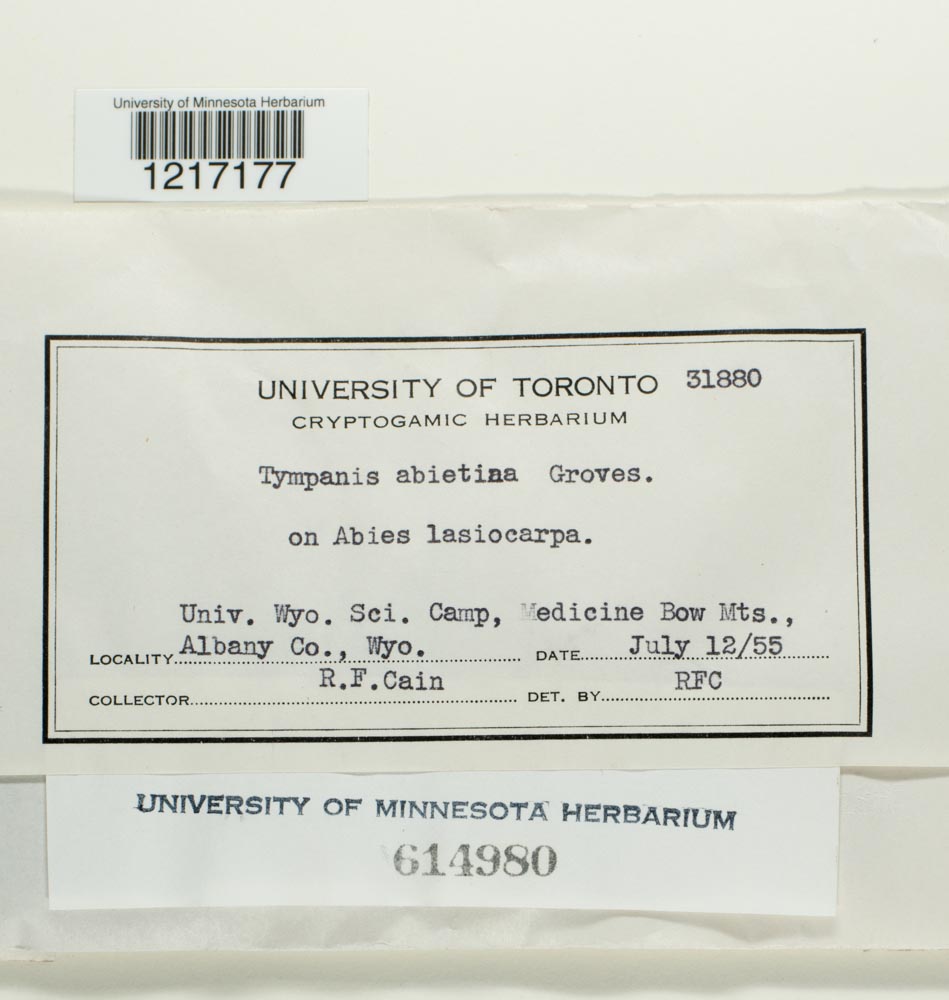 University of Minnesota Herbarium
1217177
UNIVERSITY OF TORONTO 31880
CRYPTOGAMIC HERBARIUM
Tympanis abietina Groves.
on Abies lasiocarpa.
Univ. Wyo. Sci. Camp, Medicine Bow Mts.,
LOCALITY Albany Co., Wyo. DATE July 12/55
COLLECTOR R.F.Cain DET. BY RFC
UNIVERSITY OF MINNESOTA HERBARIUM
614980